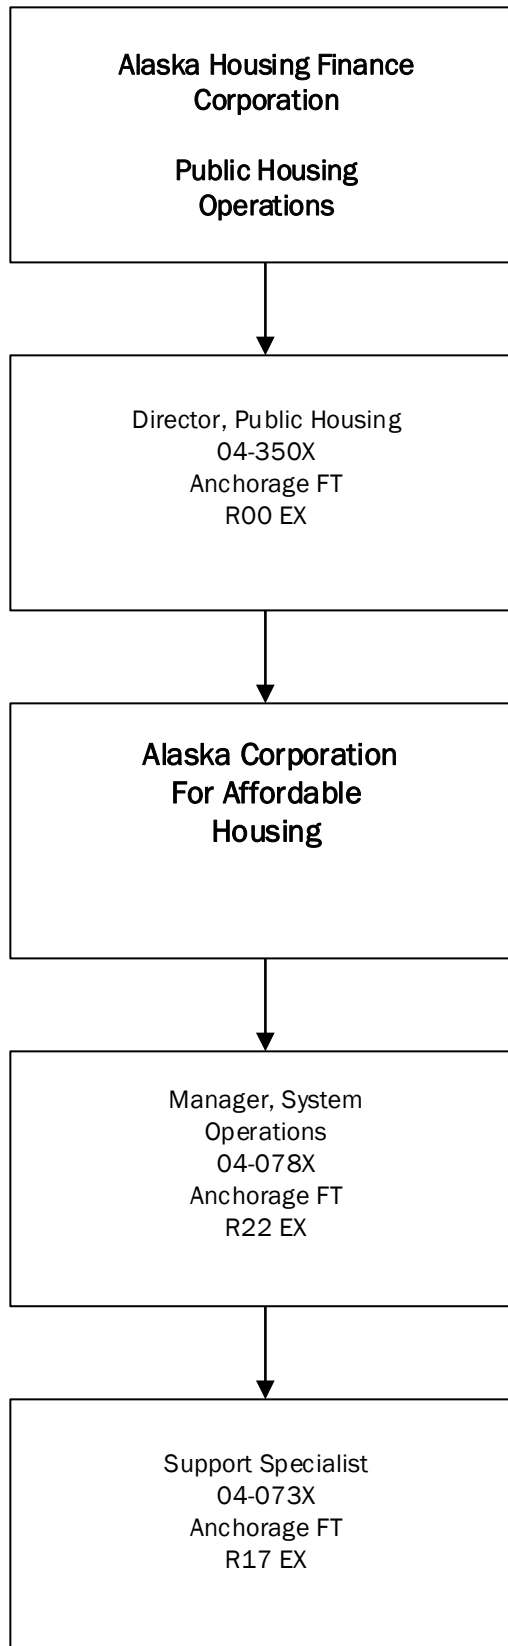 Alaska Housing Finance
Corporation
Public Housing
Operations
Director, Public Housing
04-350X
Anchorage FT
R00 EX
Alaska Corporation
For Affordable
Housing
Manager, System
Operations
04-078X
Anchorage FT
R22 EX
Support Specialist
04-073X
Anchorage FT
R17 EX